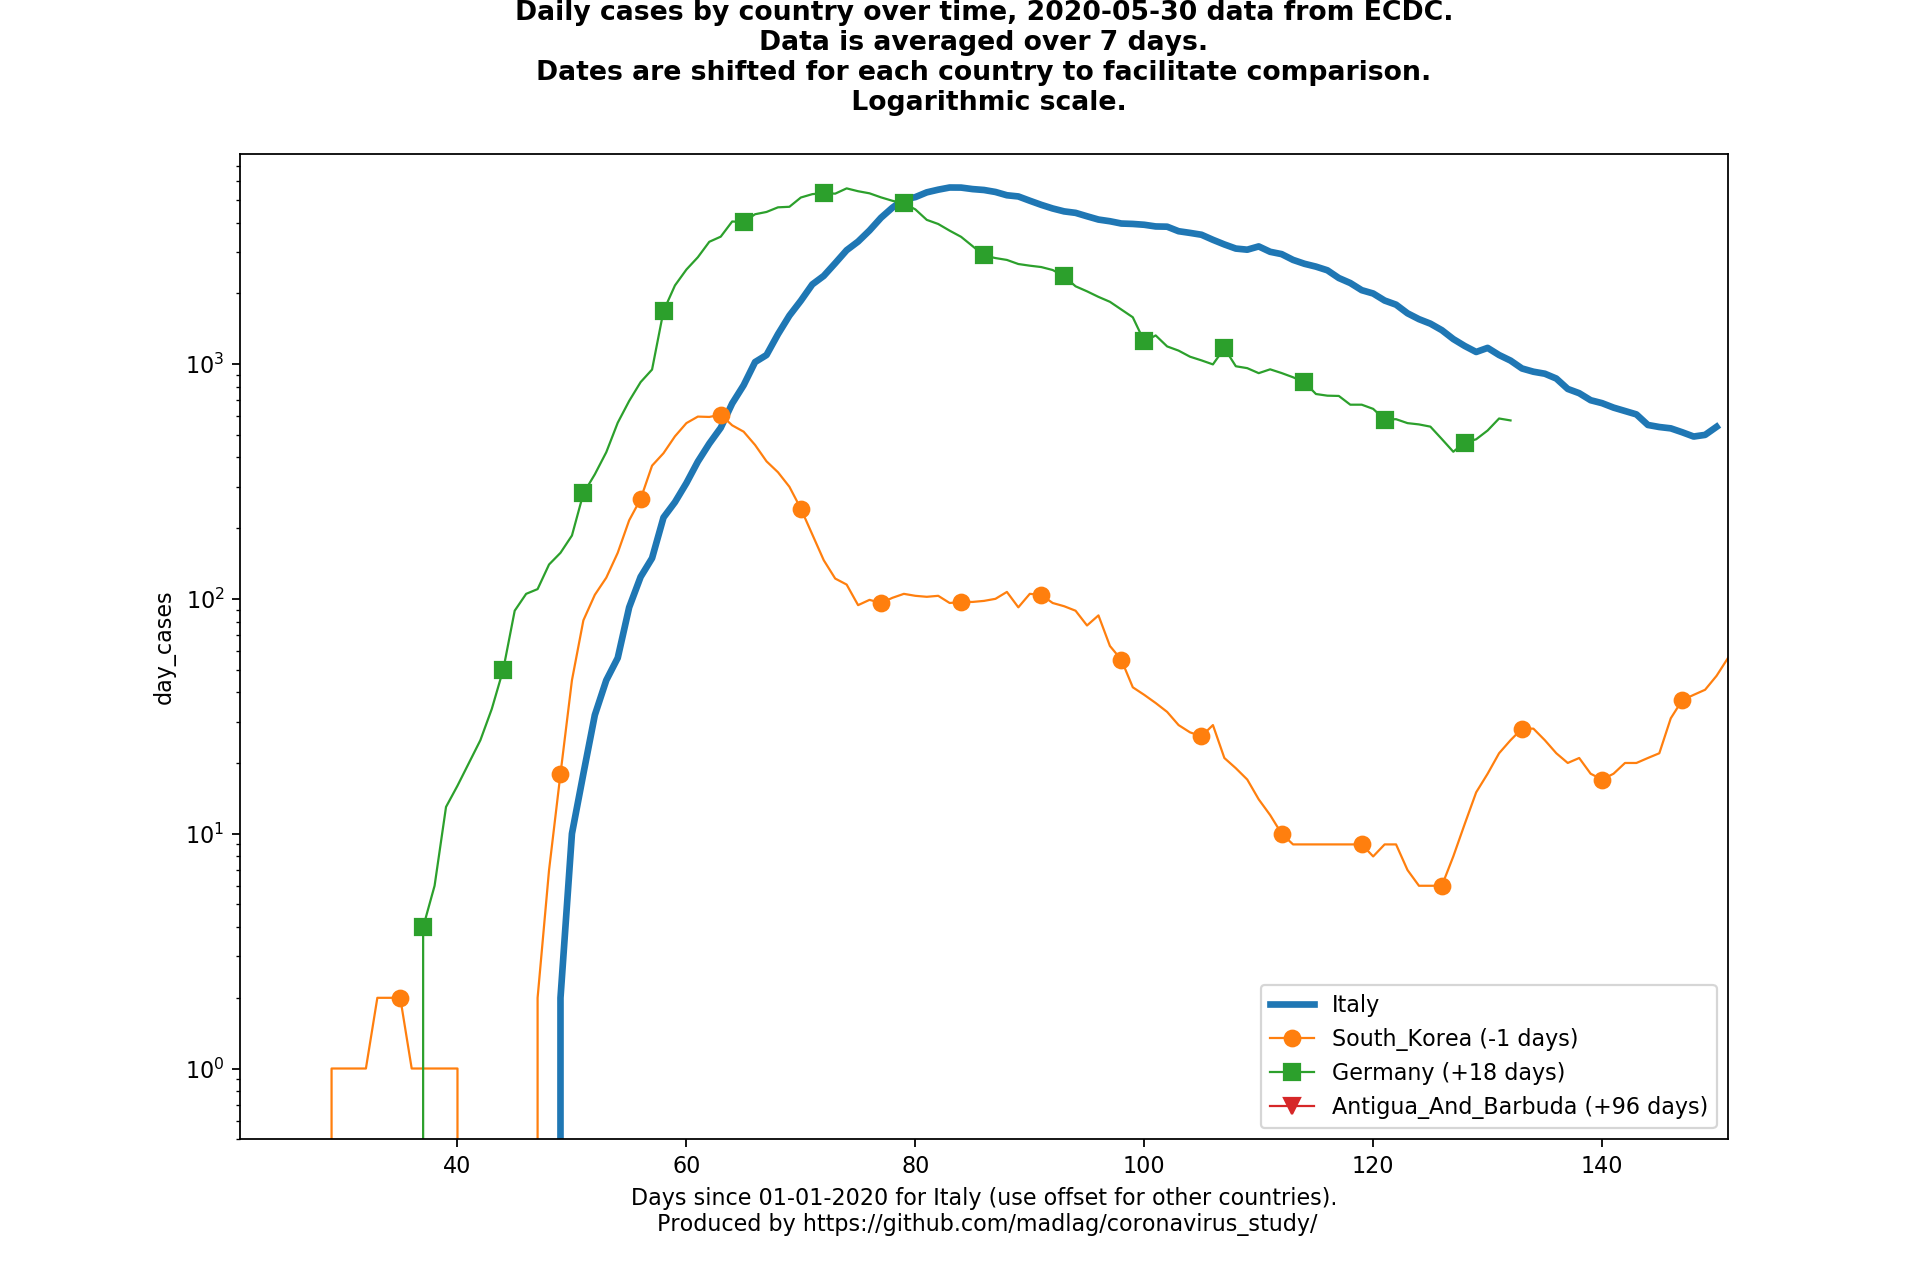 Daily cases by country over time, 2020-05-30 data from ECDC.
Data is averaged over 7 days.
Dates are shifted for each country to facilitate comparison.
Logarithmic scale.
10³
10²
10¹
10⁰
day_cases
40 60 80 100 120 140
Days since 01-01-2020 for Italy (use offset for other countries).
Produced by https://github.com/madlag/coronavirus_study/
Italy
South_Korea (-1 days)
Germany (+18 days)
Antigua_And_Barbuda (+96 days)